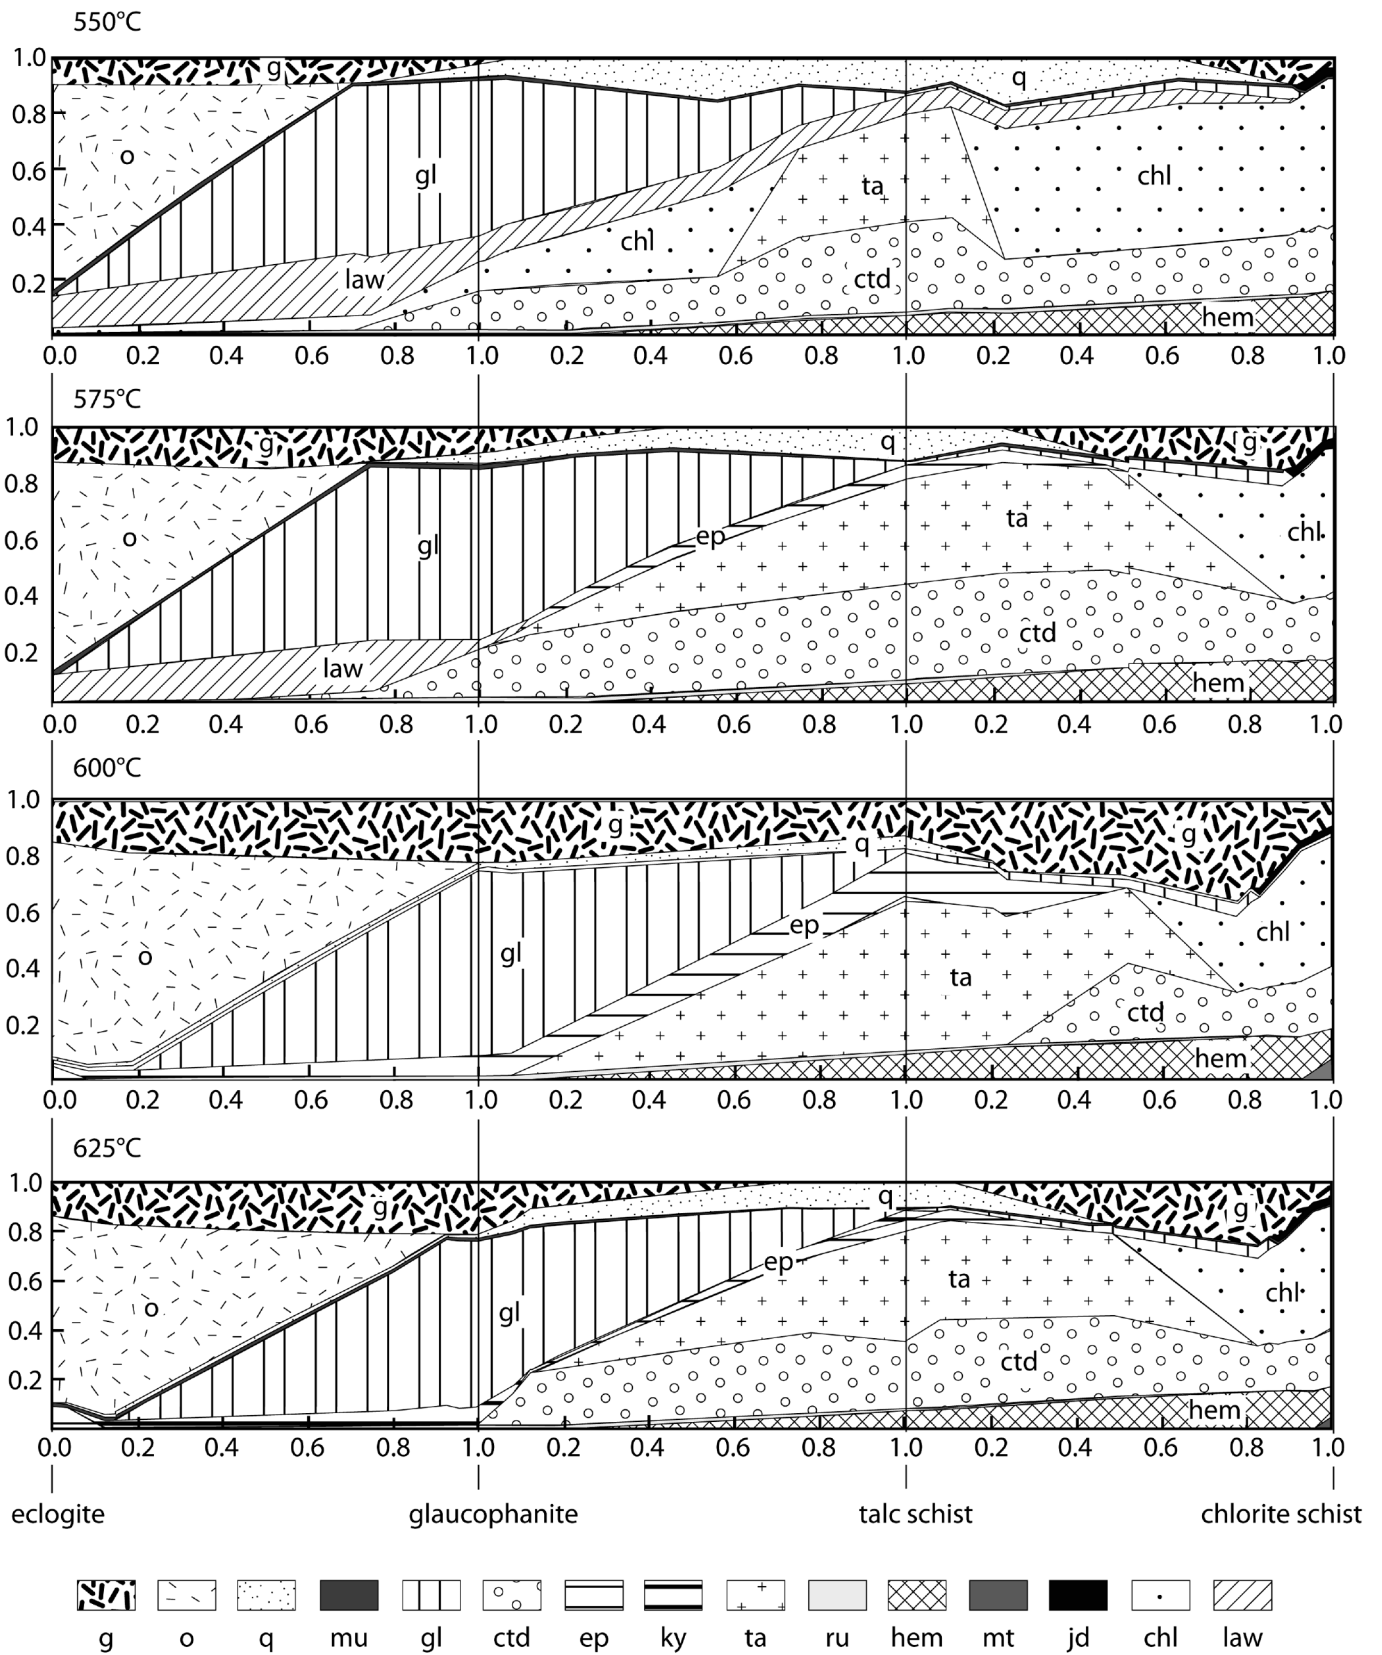 550°C
1.0
g
q
0.8
o
0.6
gl
ta
chl
0.4
chl
law
ctd
0.2
hem
0.0 0.2 0.4 0.6 0.8 1.0 0.2 0.4 0.6 0.8 1.0 0.2 0.4 0.6 0.8 1.0
575°C
1.0
g
q
g
0.8
o
gl
ep
ta
chl
0.6
0.4
law
ctd
0.2
hem
0.0 0.2 0.4 0.6 0.8 1.0 0.2 0.4 0.6 0.8 1.0 0.2 0.4 0.6 0.8 1.0
600°C
1.0
g
q
g
0.8
0.6
o
gl
ep
chl
0.4
ta
ctd
0.2
hem
0.0 0.2 0.4 0.6 0.8 1.0 0.2 0.4 0.6 0.8 1.0 0.2 0.4 0.6 0.8 1.0
625°C
1.0
g
q
g
0.8
ep
0.6
o
gl
ta
chl
0.4
ctd
0.2
hem
0.0 0.2 0.4 0.6 0.8 1.0 0.2 0.4 0.6 0.8 1.0 0.2 0.4 0.6 0.8 1.0
eclogite glaucophanite talc schist chlorite schist
g o q mu gl ctd ep ky ta ru hem mt jd chl law